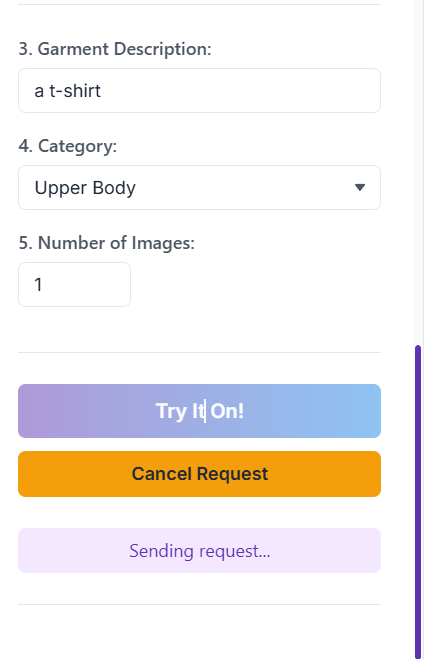 3. Garment Description:
a t-shirt
4. Category:
Upper Body
5. Number of Images:
1
Try It On!
Cancel Request
Sending request...